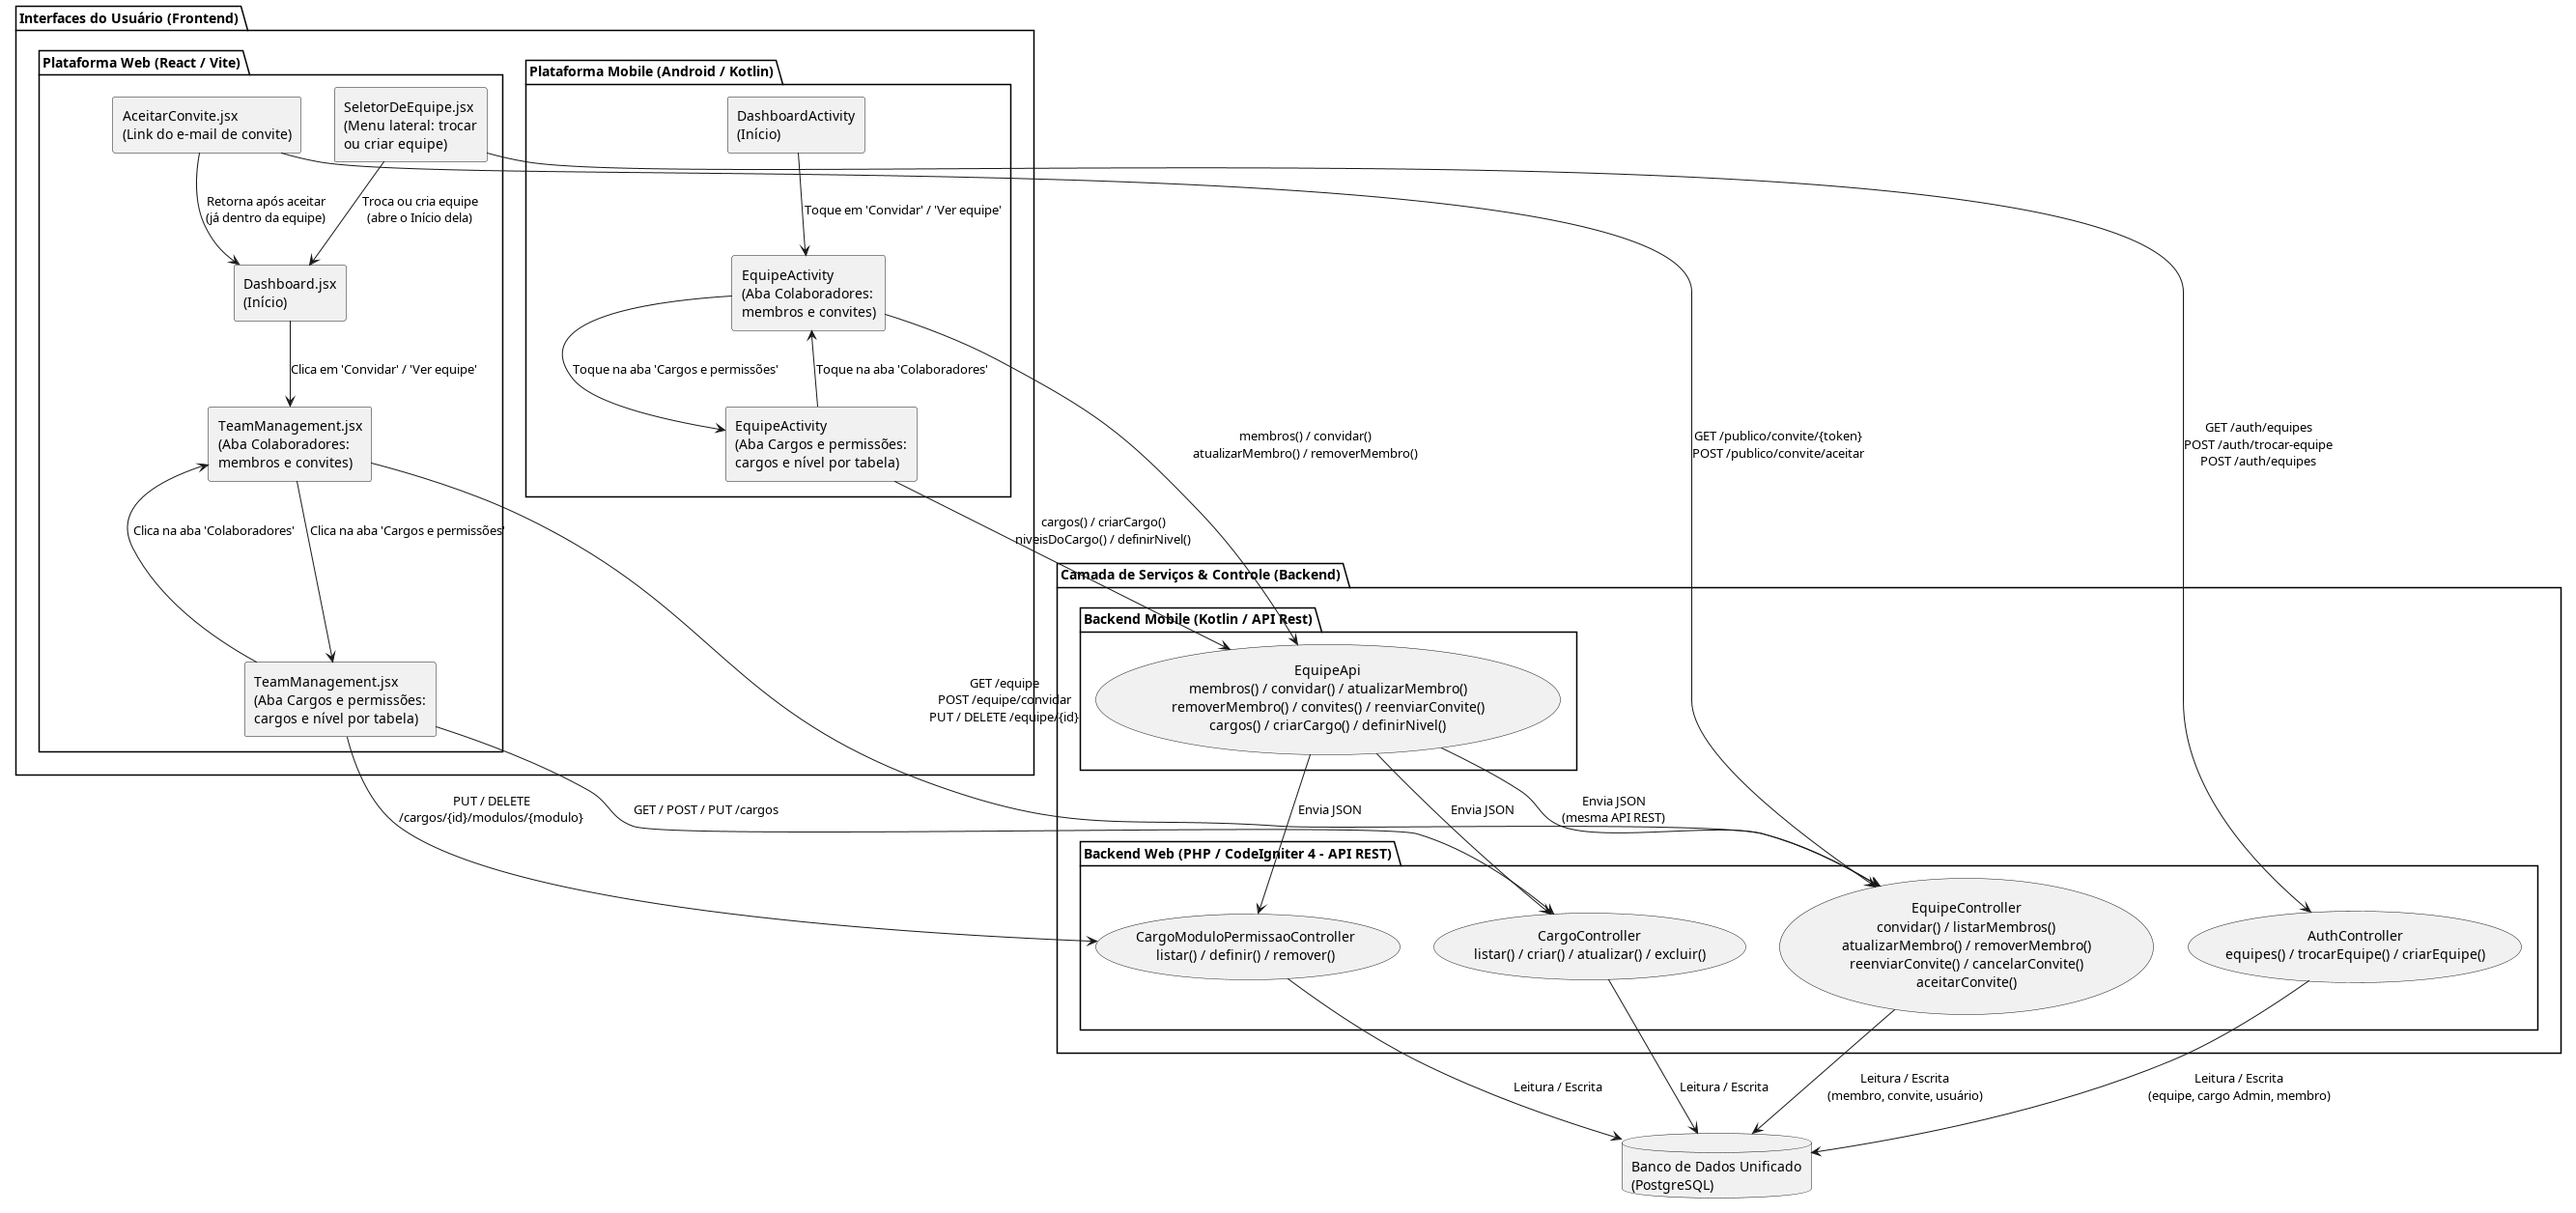 Interfaces do Usuário (Frontend)
Plataforma Web (React / Vite)
AceitarConvite.jsx
(Link do e-mail de convite)
SeletorDeEquipe.jsx
(Menu lateral: trocar
ou criar equipe)
Retorna após aceitar
(já dentro da equipe)
Troca ou cria equipe
(abre o Início dela)
Dashboard.jsx
(Início)
Clica em 'Convidar' / 'Ver equipe'
TeamManagement.jsx
(Aba Colaboradores:
membros e convites)
Clica na aba 'Colaboradores'
Clica na aba 'Cargos e permissões'
TeamManagement.jsx
(Aba Cargos e permissões:
cargos e nível por tabela)
Plataforma Mobile (Android / Kotlin)
DashboardActivity
(Início)
Toque em 'Convidar' / 'Ver equipe'
EquipeActivity
(Aba Colaboradores:
membros e convites)
Toque na aba 'Cargos e permissões'
Toque na aba 'Colaboradores'
EquipeActivity
(Aba Cargos e permissões:
cargos e nível por tabela)
membros() / convidar()
atualizarMembro() / removerMembro()
cargos() / criarCargo()
niveisDoCargo() / definirNivel()
GET /publico/convite/{token}
POST /publico/convite/aceitar
GET /auth/equipes
POST /auth/trocar-equipe
POST /auth/equipes
GET /equipe
POST /equipe/convidar
PUT / DELETE /equipe/{id}
PUT / DELETE
/cargos/{id}/modulos/{modulo}
GET / POST / PUT /cargos
Camada de Serviços & Controle (Backend)
Backend Mobile (Kotlin / API Rest)
EquipeApi
membros() / convidar() / atualizarMembro()
removerMembro() / convites() / reenviarConvite()
cargos() / criarCargo() / definirNivel()
Envia JSON
Envia JSON
Envia JSON
(mesma API REST)
Backend Web (PHP / CodeIgniter 4 - API REST)
CargoModuloPermissaoController
listar() / definir() / remover()
CargoController
listar() / criar() / atualizar() / excluir()
EquipeController
convidar() / listarMembros()
atualizarMembro() / removerMembro()
reenviarConvite() / cancelarConvite()
aceitarConvite()
AuthController
equipes() / trocarEquipe() / criarEquipe()
Leitura / Escrita
Leitura / Escrita
Leitura / Escrita
(membro, convite, usuário)
Leitura / Escrita
(equipe, cargo Admin, membro)
Banco de Dados Unificado
(PostgreSQL)